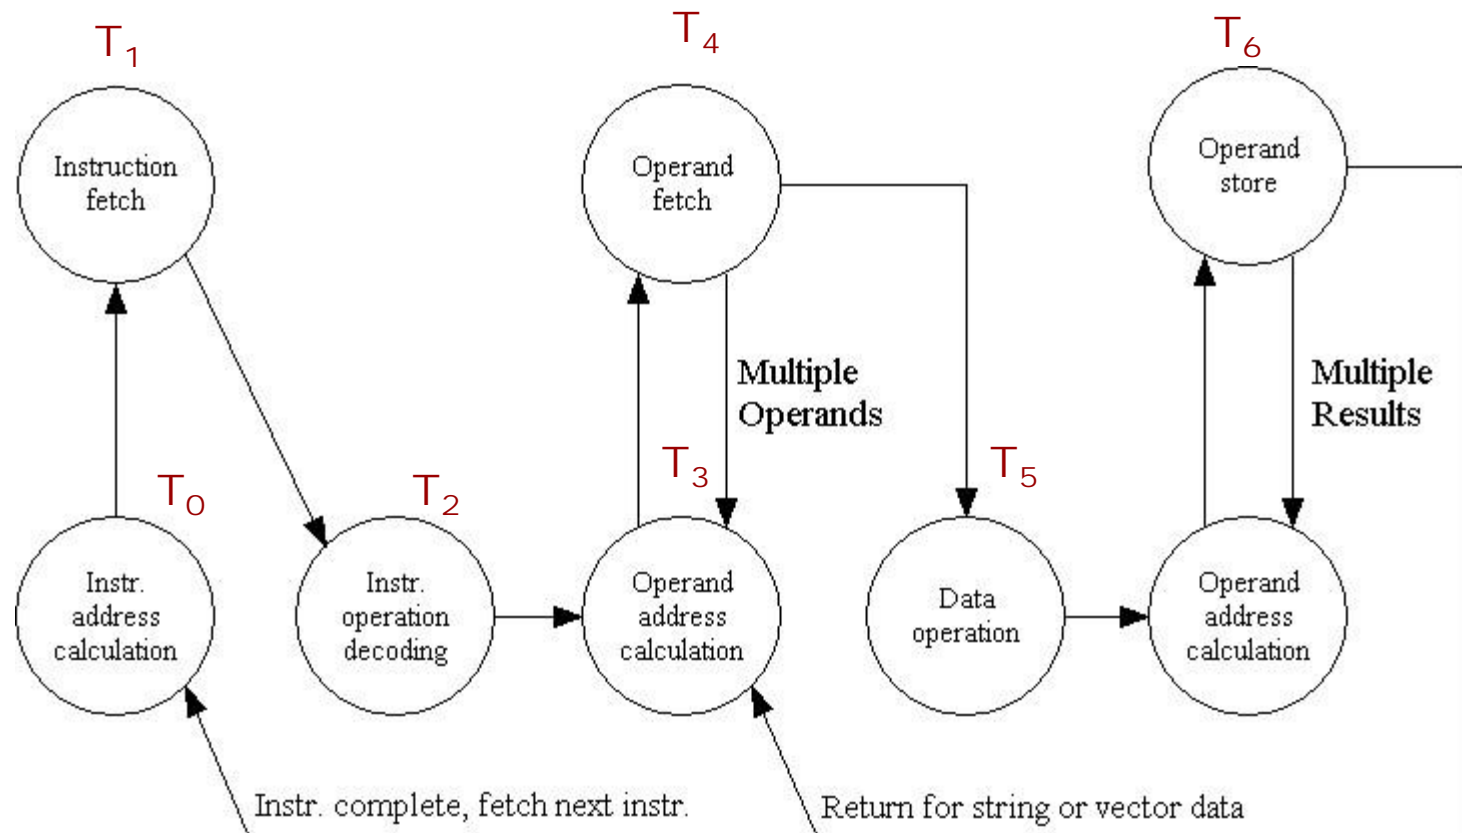 T1
T4
T6
Instruction
fetch
Operand
fetch
Operand
store
Multiple
Operands
Multiple
Results
T0
T2
T3
T5
Instr.
address
calculation
Instr.
operation
decoding
Operand
address
calculation
Data
operation
Operand
address
calculation
Instr. complete, fetch next instr.
Return for string or vector data